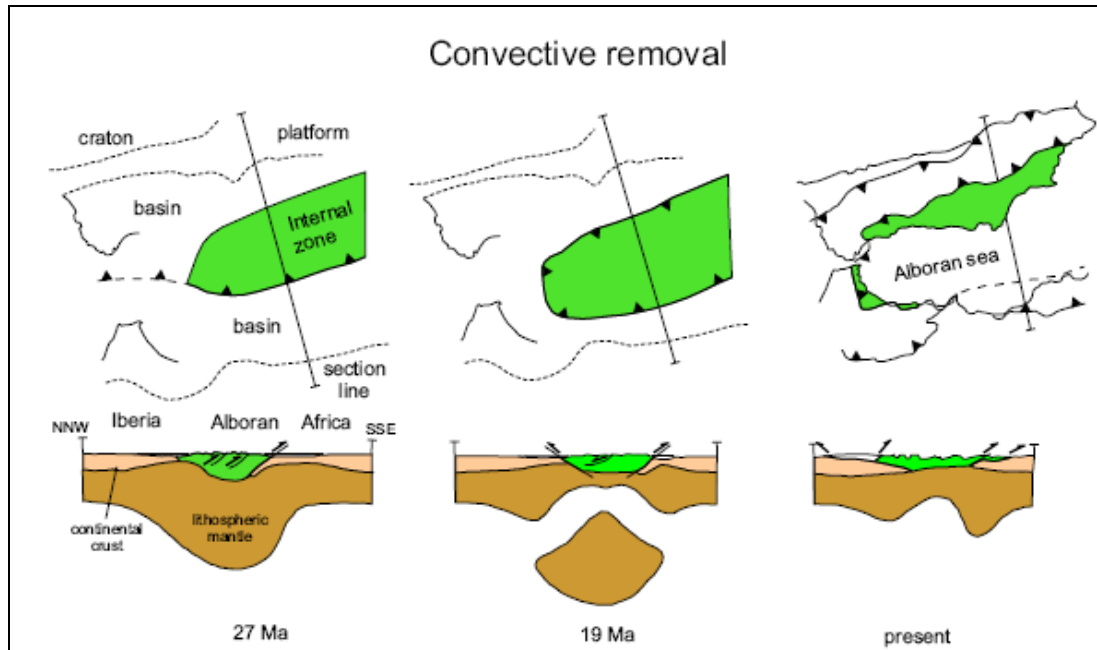 Convective removal
craton
platform
basin
Internal
zone
basin
section
line
Alboran sea
NNW
Iberia
Alboran
Africa
SSE
continental
crust
lithospheric
mantle
27 Ma
19 Ma
present